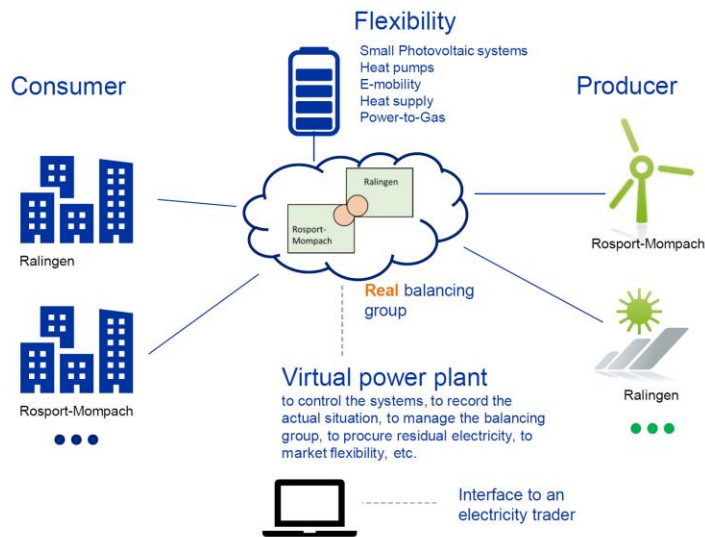 Flexibility
Small Photovoltaic systems
Heat pumps
E-mobility
Heat supply
Power-to-Gas
Consumer
Producer
Ralingen
Rosport-
Mompach
Ralingen
Rosport-Mompach
Real balancing
group
Rosport-Mompach
Ralingen
Virtual power plant
to control the systems, to record the
actual situation, to manage the balancing
group, to procure residual electricity, to
market flexibility, etc.
Interface to an
electricity trader